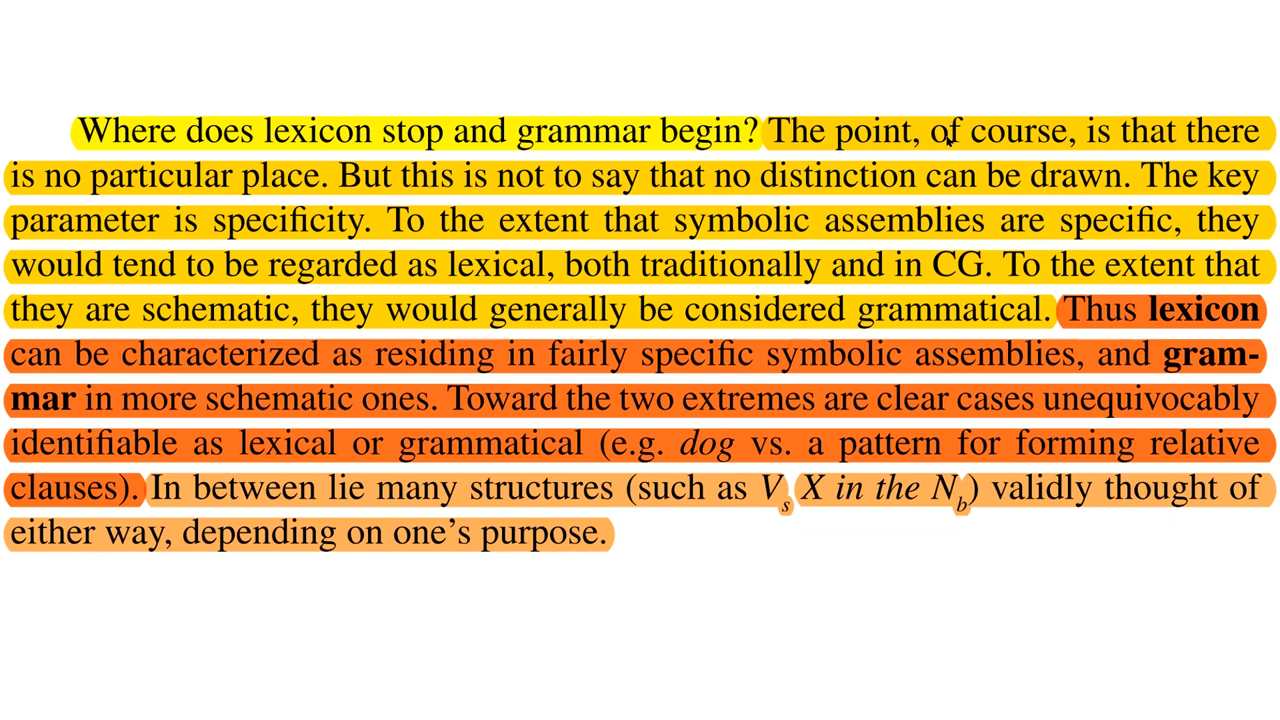 Where does lexicon stop and grammar begin? The point, of course, is that there
is no particular place. But this is not to say that no distinction can be drawn. The key
parameter is specificity. To the extent that symbolic assemblies are specific, they
would tend to be regarded as lexical, both traditionally and in CG. To the extent that
they are schematic, they would generally be considered grammatical. Thus lexicon
can be characterized as residing in fairly specific symbolic assemblies, and gram-
mar in more schematic ones. Toward the two extremes are clear cases unequivocably
identifiable as lexical or grammatical (e.g. dog vs. a pattern for forming relative
clauses). In between lie many structures (such as Vs X in the Nb) validly thought of
either way, depending on one's purpose.